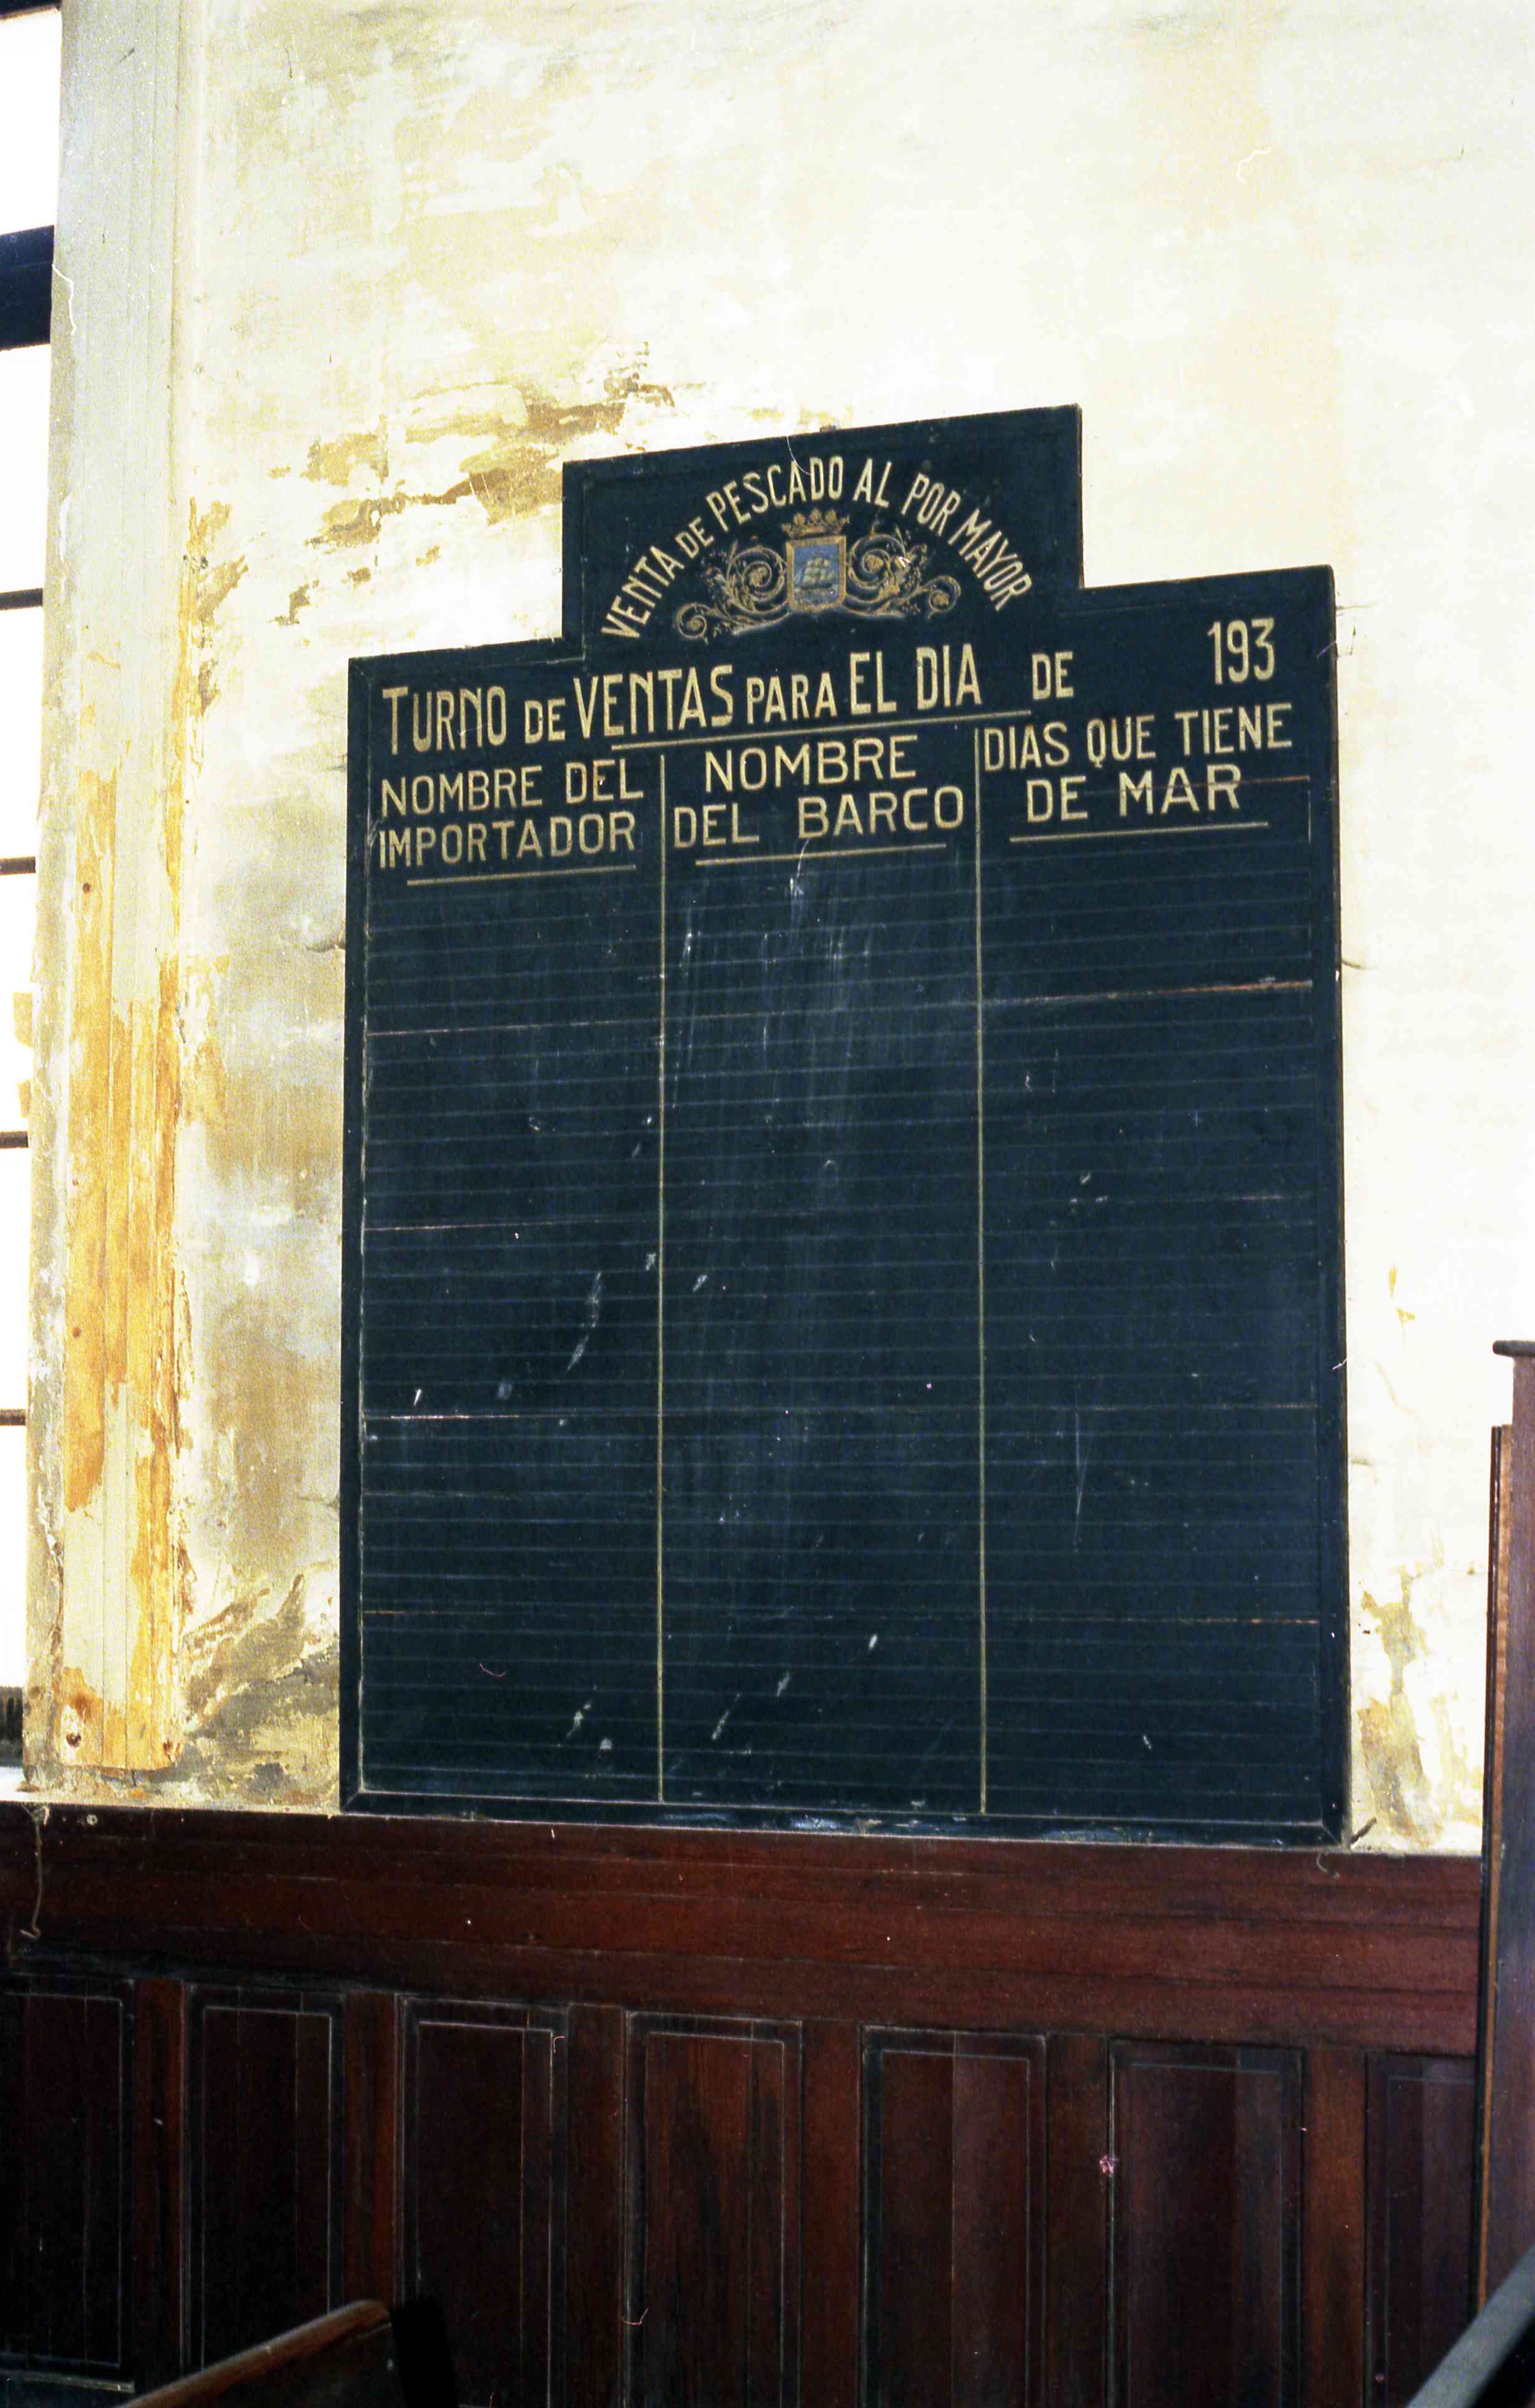 VENTA DE PESCADO AL POR MAYOR
TURNO DE VENTAS PARA EL DIA DE 193
NOMBRE DEL
IMPORTADOR
NOMBRE
DEL BARCO
DIAS QUE TIENE
DE MAR